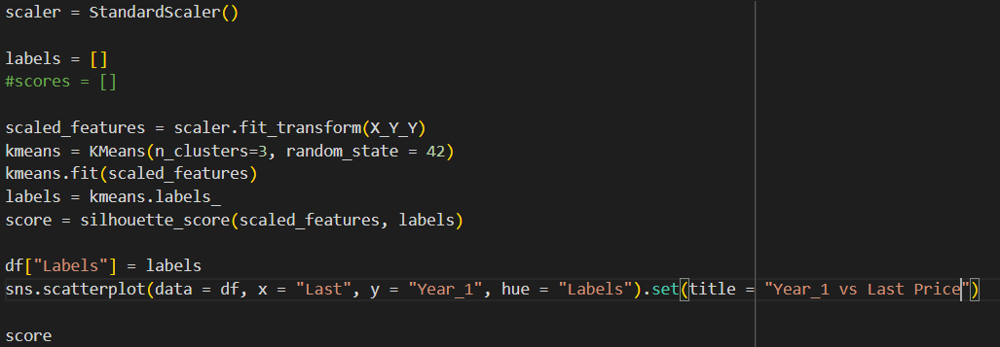 scaler = StandardScaler()
labels = []
#scores = []
scaled_features = scaler.fit_transform(X_Y_Y)
kmeans = KMeans(n_clusters=3, random_state = 42)
kmeans.fit(scaled_features)
labels = kmeans.labels_
score = silhouette_score(scaled_features, labels)
df["Labels"] = labels
sns.scatterplot(data = df, x = "Last", y = "Year_1", hue = "Labels").set(title = "Year_1 vs Last Price")
score